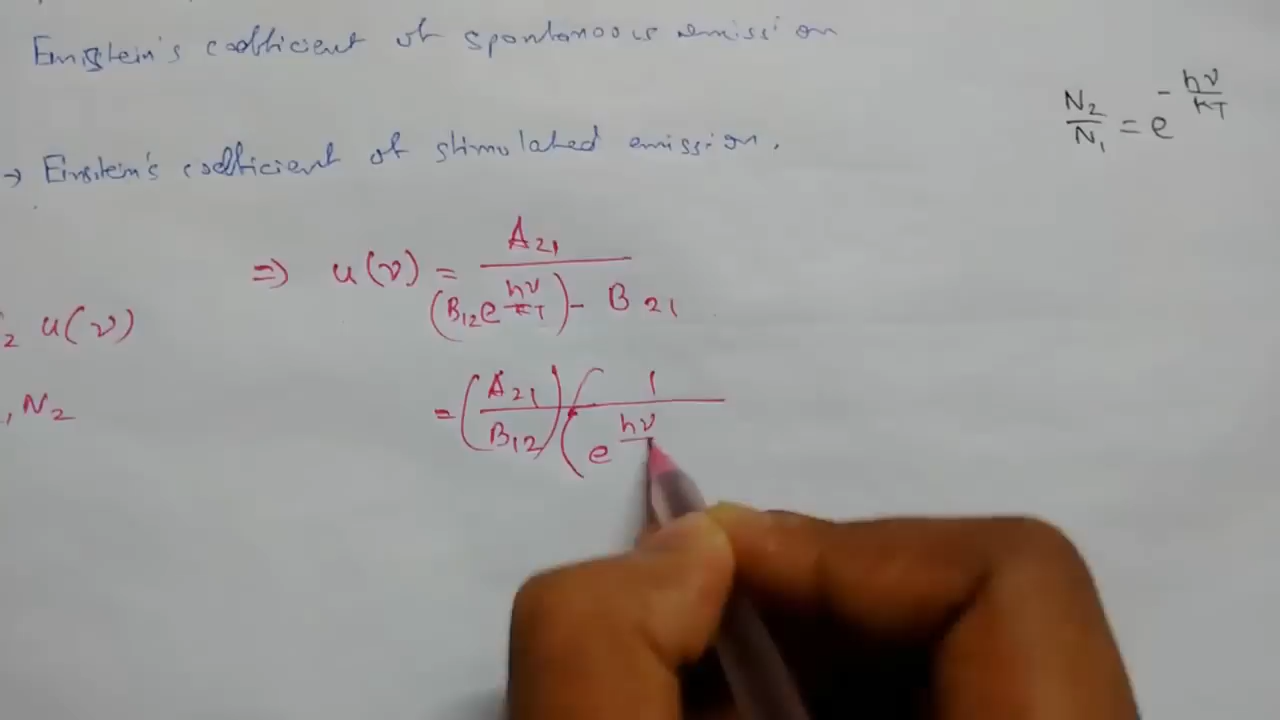 Einstein's coefficient of spontaneous emission
N₂/N₁ = e^(-hν/KT)
→ Einstein's coefficient of stimulated emission.
⇒ u(ν) = A₂₁ / ((B₁₂ e^(hν/KT)) - B₂₁)
₂ u(ν)
= (A₂₁/B₁₂) ( 1 / (e^(hν/
, N₂